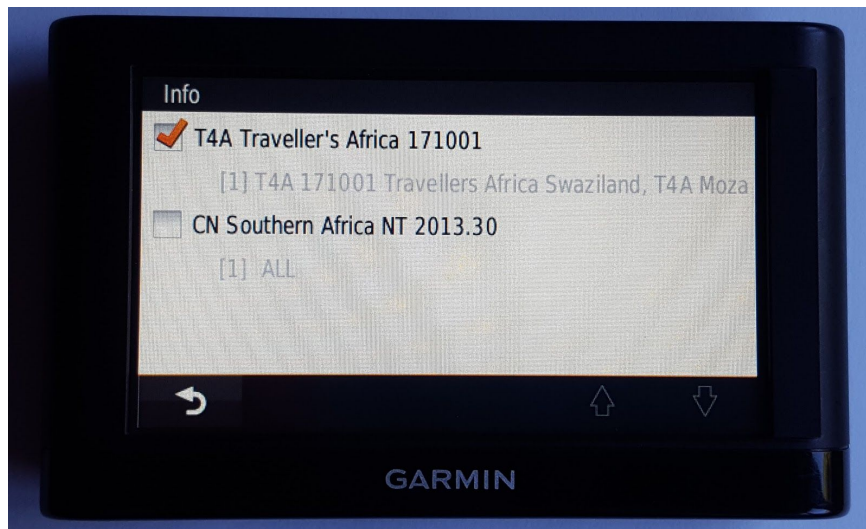 Info
T4A Traveller's Africa 171001
[1] T4A 171001 Travellers Africa Swaziland, T4A Moza
CN Southern Africa NT 2013.30
[1] ALL
GARMIN